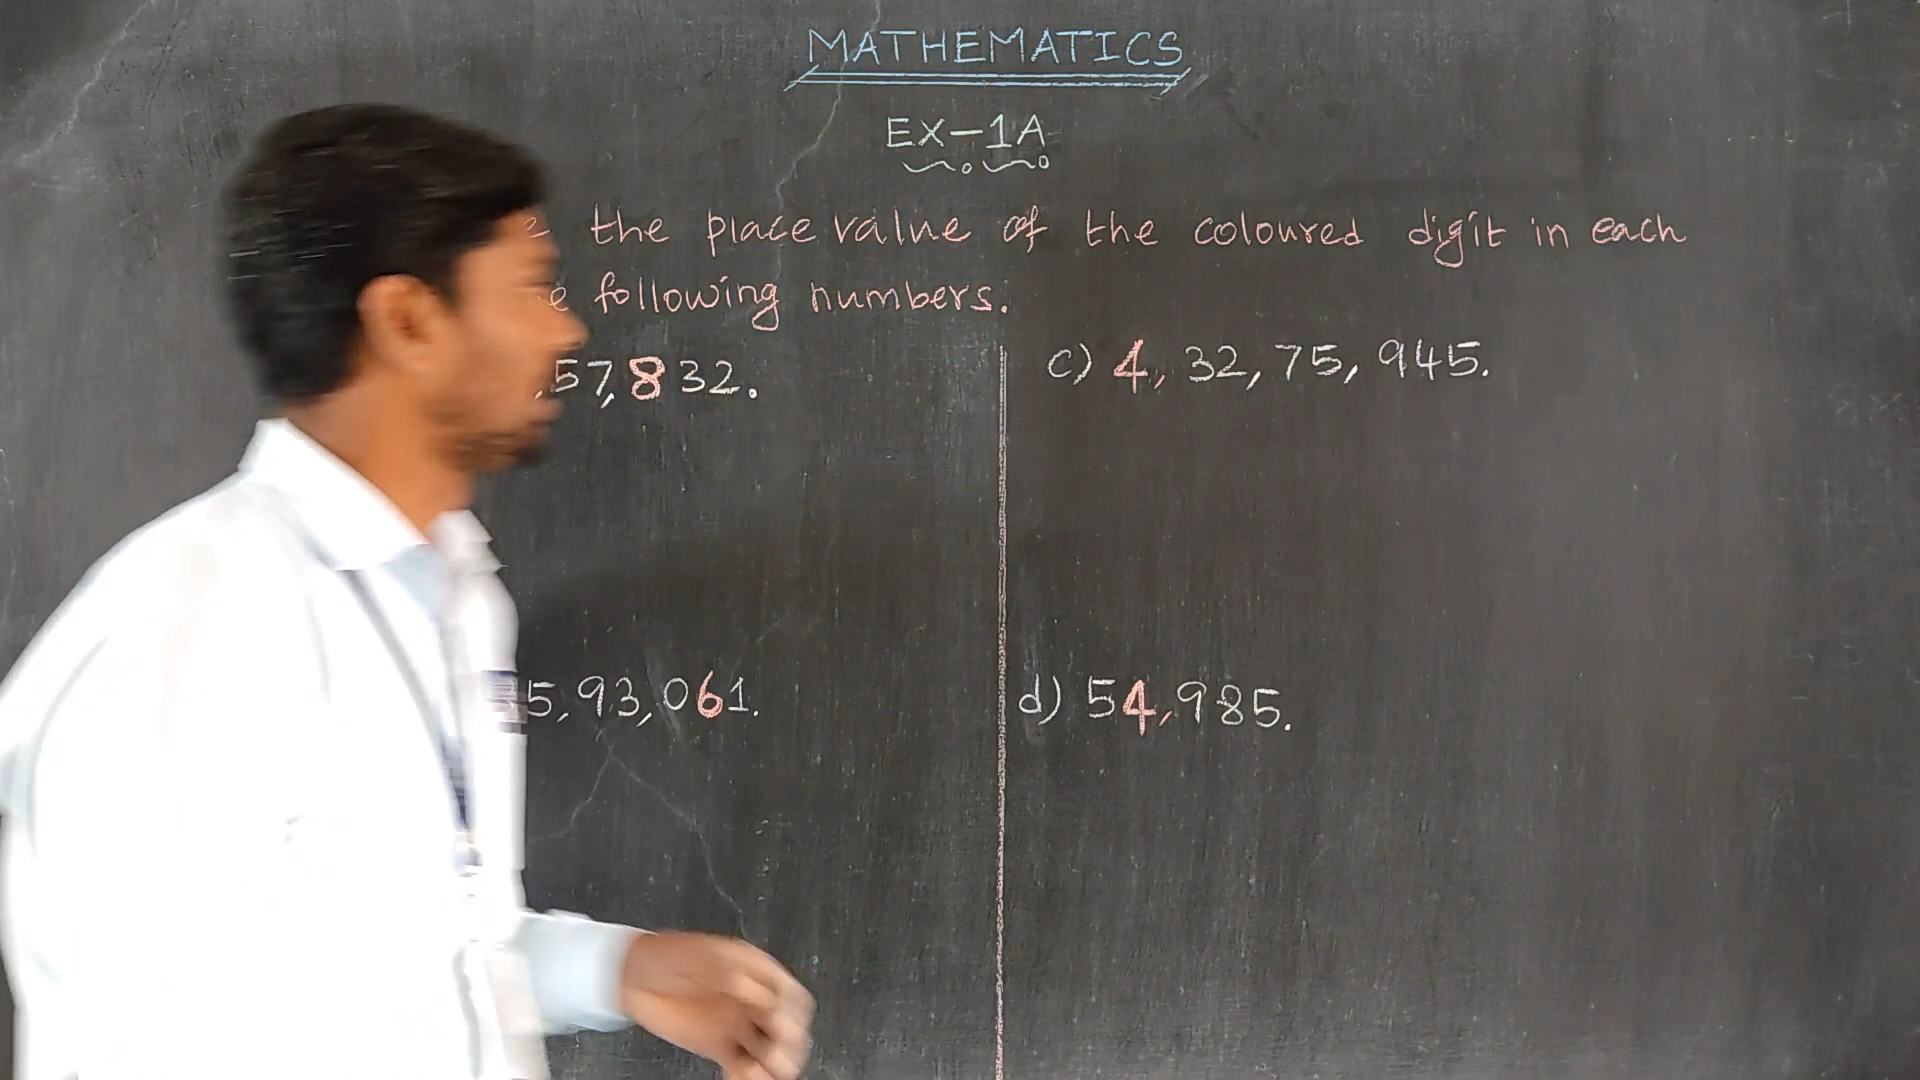 MATHEMATICS
EX-1A
the place value of the coloured digit in each
following numbers.
,57,832.
c) 4,32,75,945.
5,93,061.
d) 54,985.